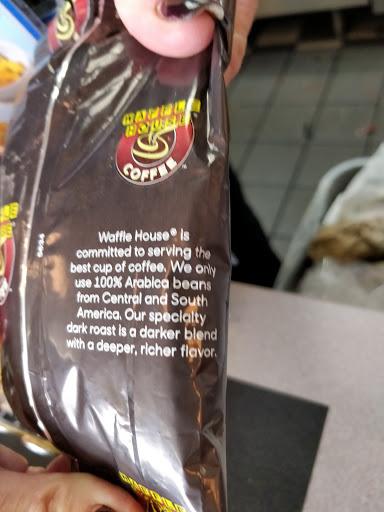 WAFFLE
HOUSE
COFFEE
Waffle House® is
committed to serving the
best cup of coffee. We only
use 100% Arabica beans
from Central and South
America. Our specialty
dark roast is a darker blend
with a deeper, richer flavor.